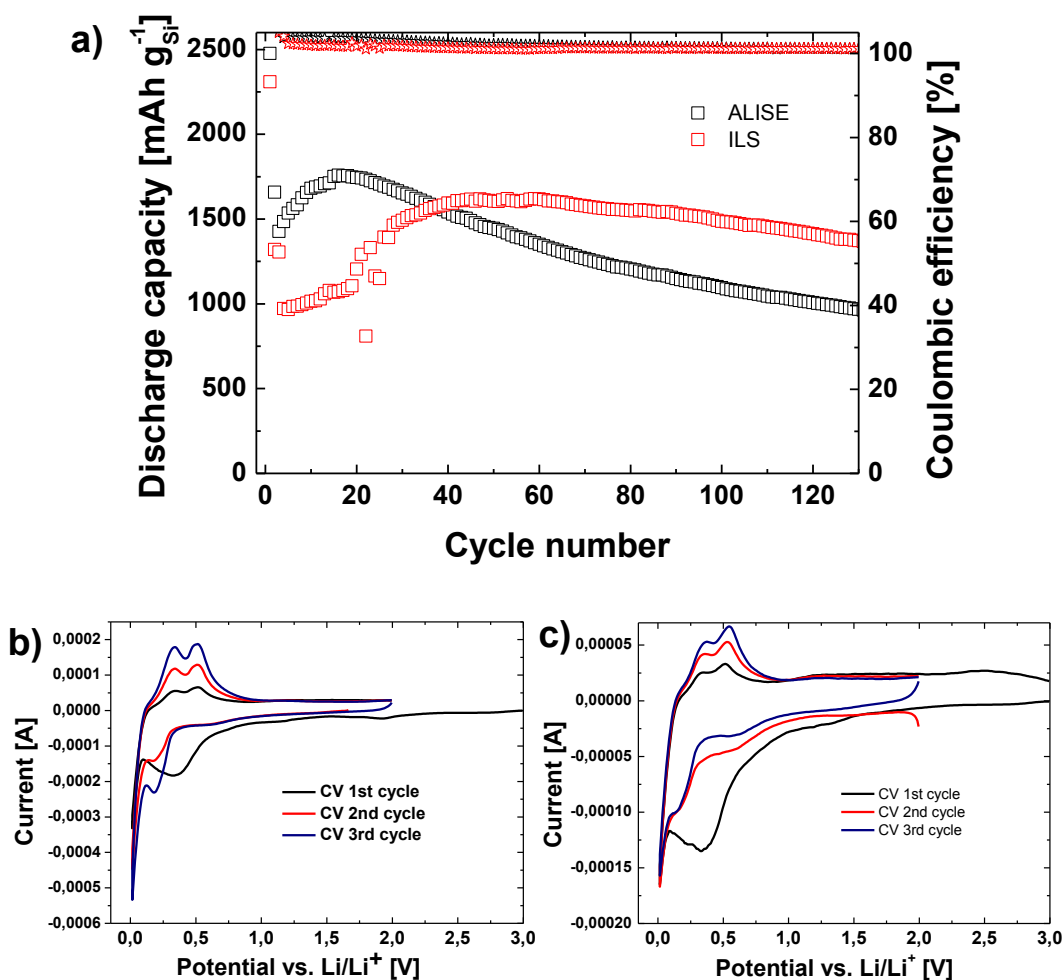 a)
Discharge capacity [mAh g⁻¹Si]
2500
2000
1500
1000
500
0
ALISE
ILS
100
80
60
40
20
0
Coulombic efficiency [%]
0 20 40 60 80 100 120
Cycle number
b)
Current [A]
0,0002
0,0001
0,0000
-0,0001
-0,0002
-0,0003
-0,0004
-0,0005
-0,0006
CV 1st cycle
CV 2nd cycle
CV 3rd cycle
0,0 0,5 1,0 1,5 2,0 2,5 3,0
Potential vs. Li/Li⁺ [V]
c)
Current [A]
0,00005
0,00000
-0,00005
-0,00010
-0,00015
-0,00020
CV 1st cycle
CV 2nd cycle
CV 3rd cycle
0,0 0,5 1,0 1,5 2,0 2,5 3,0
Potential vs. Li/Li⁺ [V]